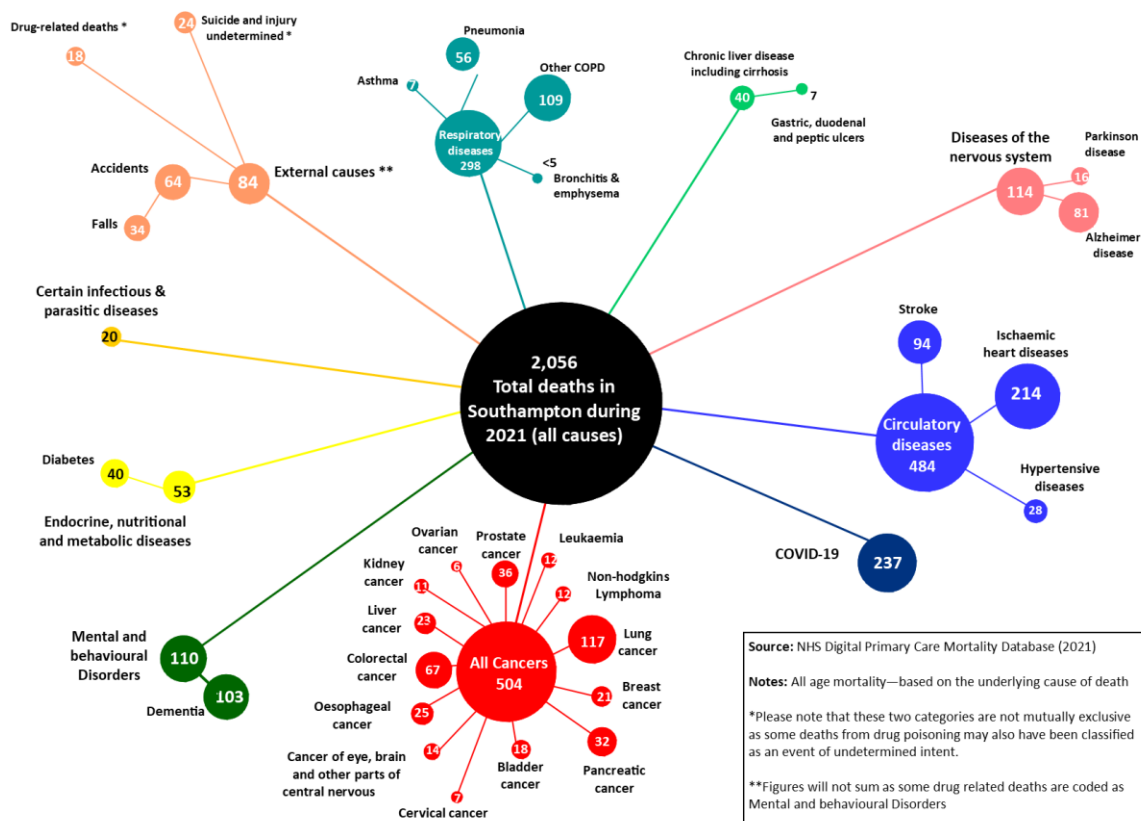 Drug-related deaths *
18
24
Suicide and injury
undetermined *
Accidents
64
Falls
34
84
External causes **
Pneumonia
56
Asthma
7
Other COPD
109
Respiratory
diseases
298
<5
Bronchitis &
emphysema
Chronic liver disease
including cirrhosis
40
7
Gastric, duodenal
and peptic ulcers
Diseases of the
nervous system
114
Parkinson
disease
16
81
Alzheimer
disease
Certain infectious &
parasitic diseases
20
2,056
Total deaths in
Southampton during
2021 (all causes)
Stroke
94
Ischaemic
heart diseases
214
Circulatory
diseases
484
Hypertensive
diseases
28
Diabetes
40
53
Endocrine, nutritional
and metabolic diseases
COVID-19
237
Mental and
behavioural
Disorders
110
103
Dementia
Ovarian
cancer
6
Prostate
cancer
36
Leukaemia
12
Kidney
cancer
11
Non-hodgkins
Lymphoma
12
Liver
cancer
23
117
Lung
cancer
Colorectal
cancer
67
All Cancers
504
21
Breast
cancer
Oesophageal
cancer
25
32
Pancreatic
cancer
Cancer of eye, brain
and other parts of
central nervous
14
18
Bladder
cancer
7
Cervical cancer
Source: NHS Digital Primary Care Mortality Database (2021)
Notes: All age mortality—based on the underlying cause of death
*Please note that these two categories are not mutually exclusive
as some deaths from drug poisoning may also have been classified
as an event of undetermined intent.
**Figures will not sum as some drug related deaths are coded as
Mental and behavioural Disorders